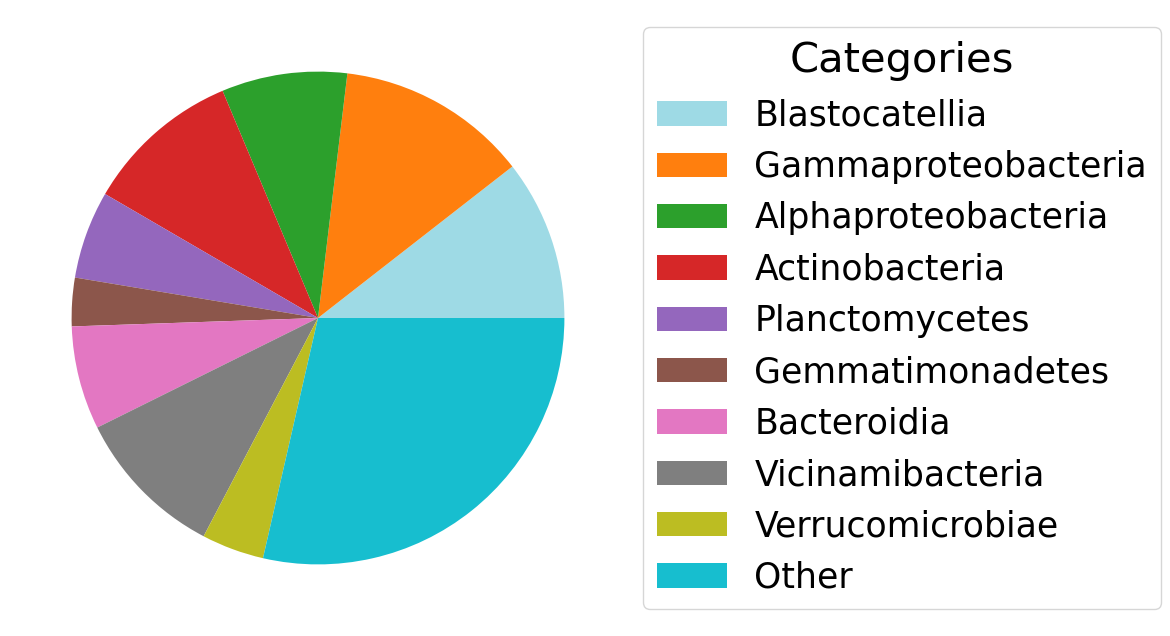 Categories
Blastocatellia
Gammaproteobacteria
Alphaproteobacteria
Actinobacteria
Planctomycetes
Gemmatimonadetes
Bacteroidia
Vicinamibacteria
Verrucomicrobiae
Other